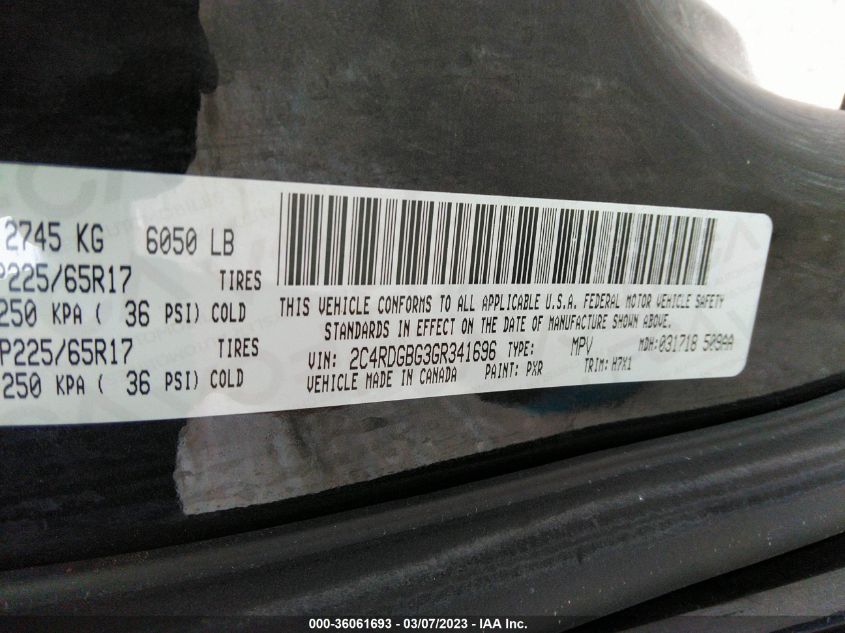 2745 KG 6050 LB
P225/65R17 TIRES
250 KPA ( 36 PSI) COLD
P225/65R17 TIRES
250 KPA ( 36 PSI) COLD
THIS VEHICLE CONFORMS TO ALL APPLICABLE U.S.A. FEDERAL MOTOR VEHICLE SAFETY
STANDARDS IN EFFECT ON THE DATE OF MANUFACTURE SHOWN ABOVE.
VIN: 2C4RDGBG3GR341696 TYPE: MPV MDH: 031718 509AA
VEHICLE MADE IN CANADA PAINT: PXR TRIM: H7X1
000-36061693 — 03/07/2023 — IAA Inc.